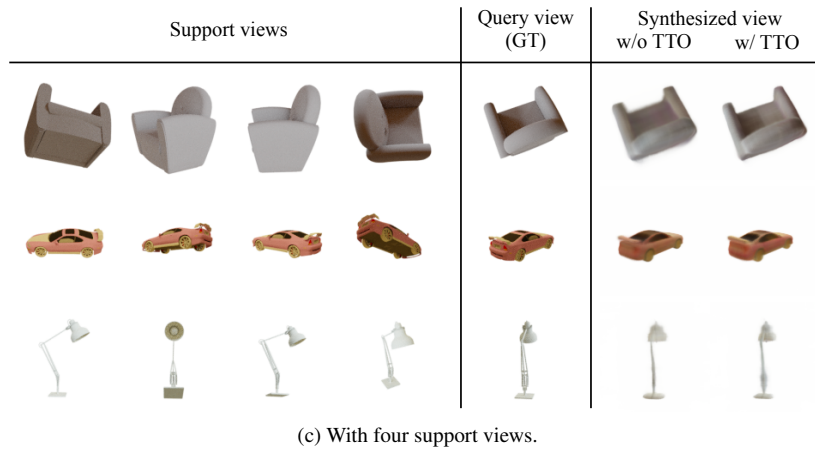 Support views
Query view
(GT)
Synthesized view
w/o TTO w/ TTO
(c) With four support views.